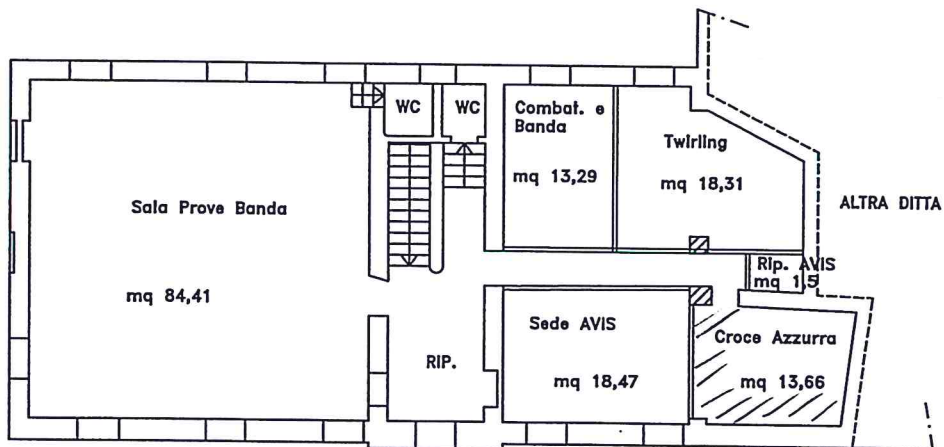 WC
WC
Combat. e
Banda
mq 13,29
Twirling
mq 18,31
ALTRA DITTA
Sala Prove Banda
mq 84,41
Rip. AVIS
mq 1,5
Sede AVIS
mq 18,47
RIP.
Croce Azzurra
mq 13,66